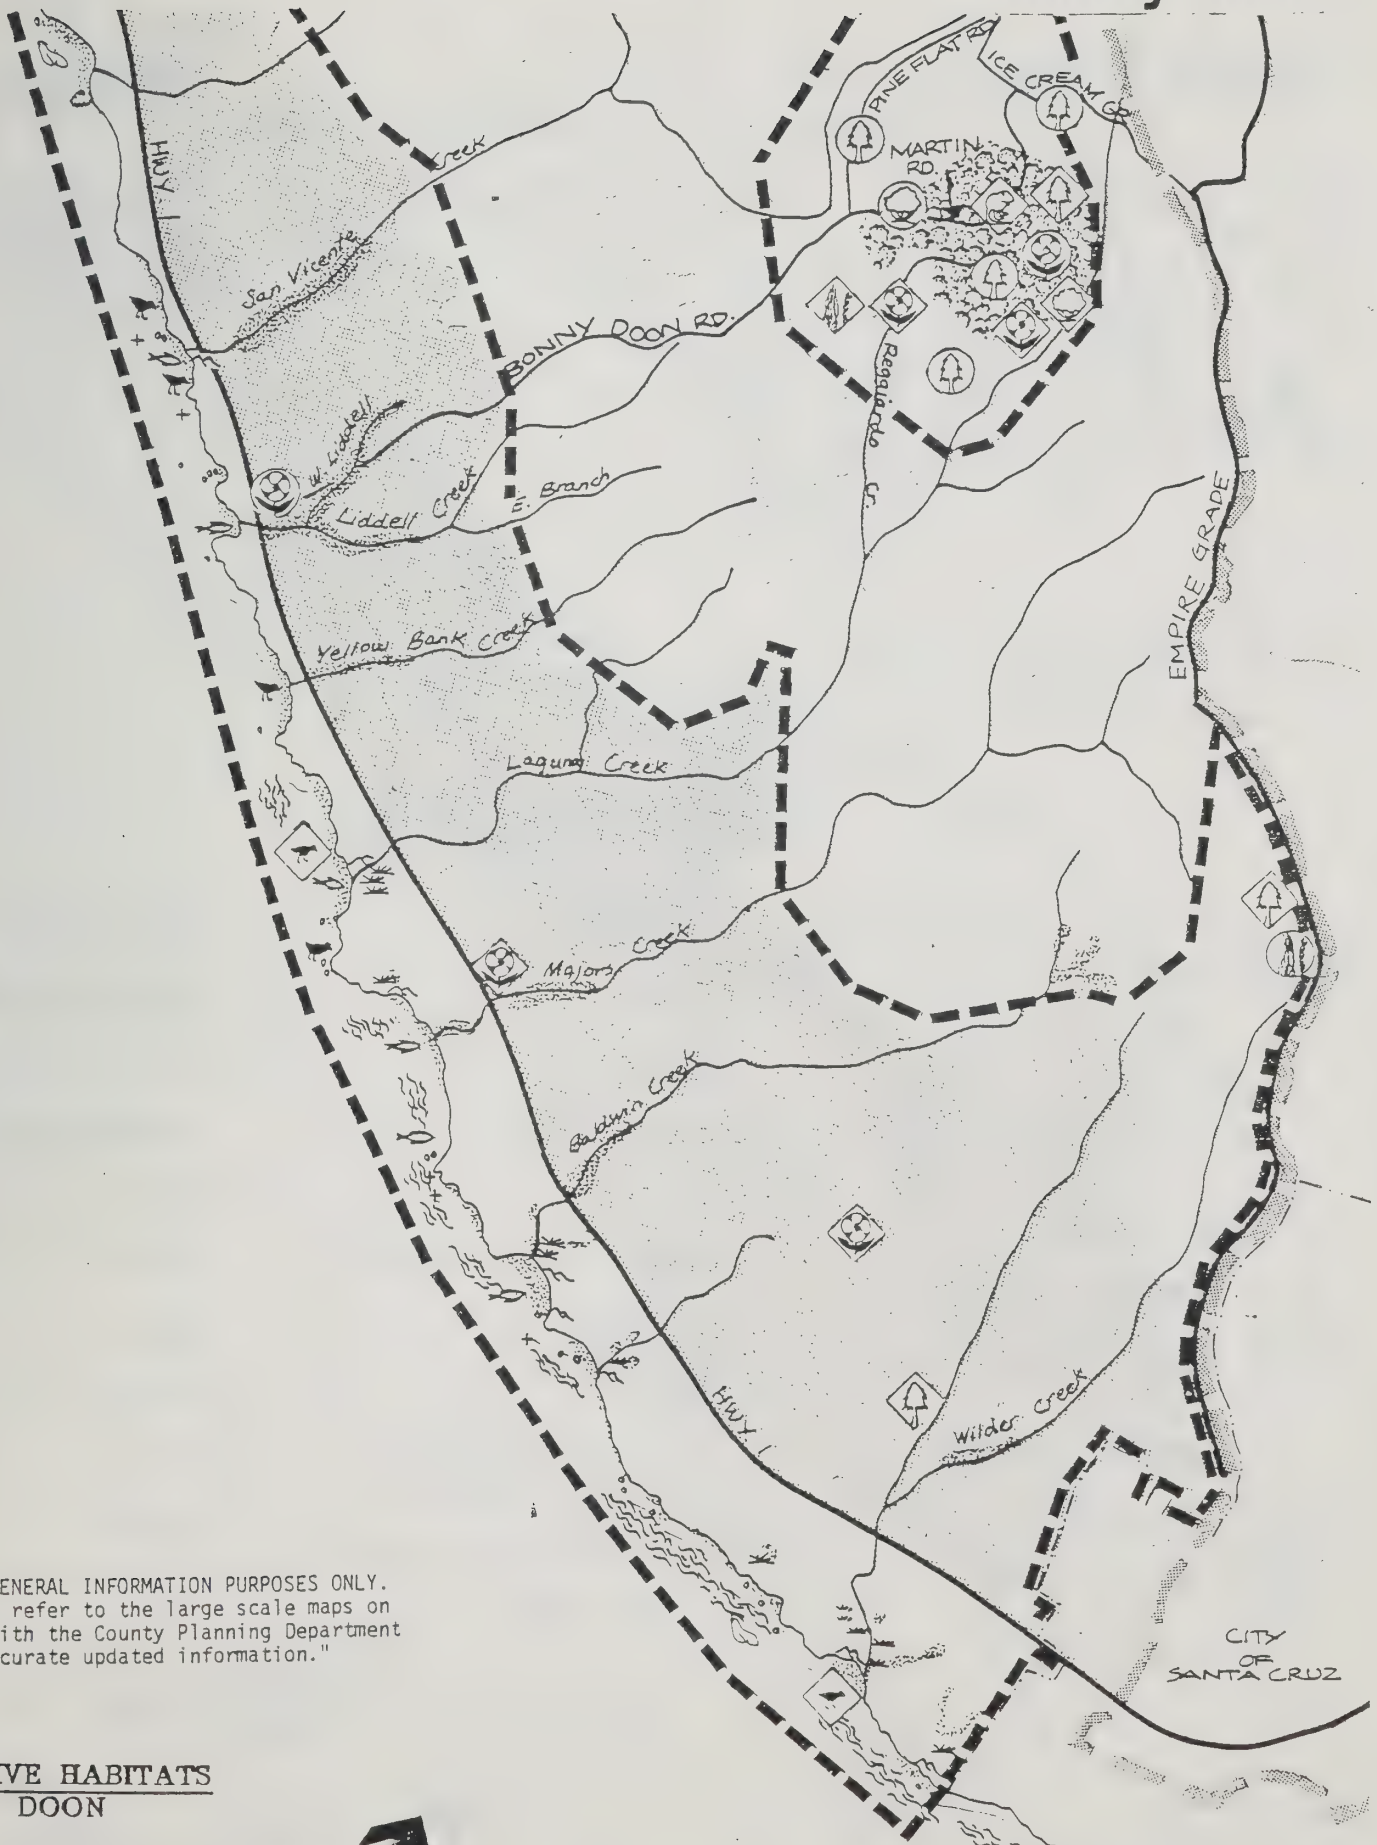 PINE FLAT RD
ICE CREAM GR
HWY 1
Creek
MARTIN
RD.
San Vicente
BONNY DOON RD.
Regaiardo Cr.
W. Liddell
Liddell Creek
E. Branch
EMPIRE GRADE
Yellow Bank Creek
Laguna Creek
Majors Creek
Baldwin Creek
HWY 1
Wilder Creek
ENERAL INFORMATION PURPOSES ONLY.
refer to the large scale maps on
ith the County Planning Department
curate updated information."
CITY
OF
SANTA CRUZ
IVE HABITATS
DOON